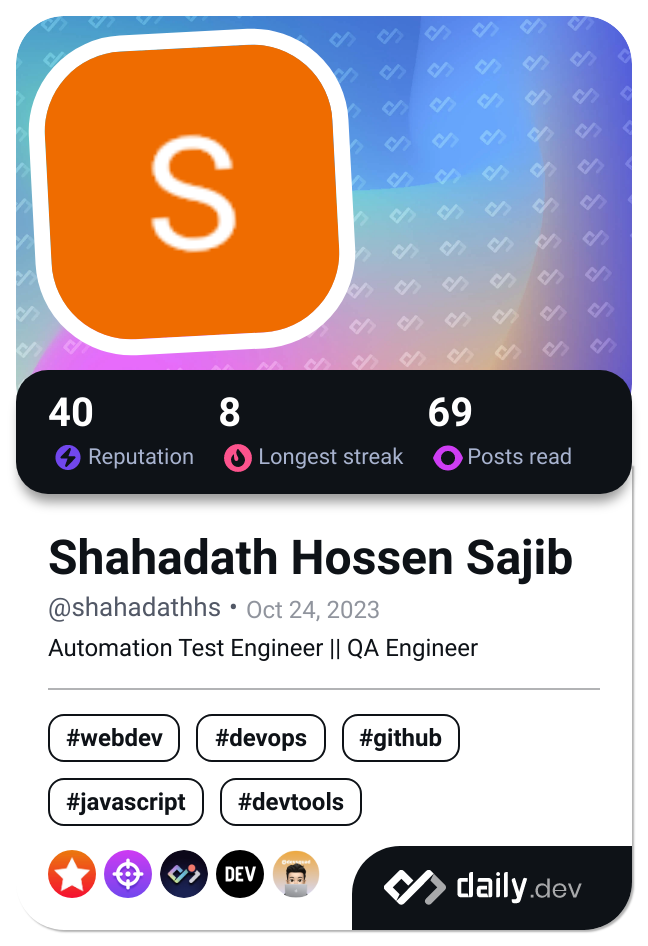 S
40 8 69
Reputation Longest streak Posts read
Shahadath Hossen Sajib
@shahadathhs • Oct 24, 2023
Automation Test Engineer || QA Engineer
#webdev #devops #github
#javascript #devtools
DEV
daily.dev